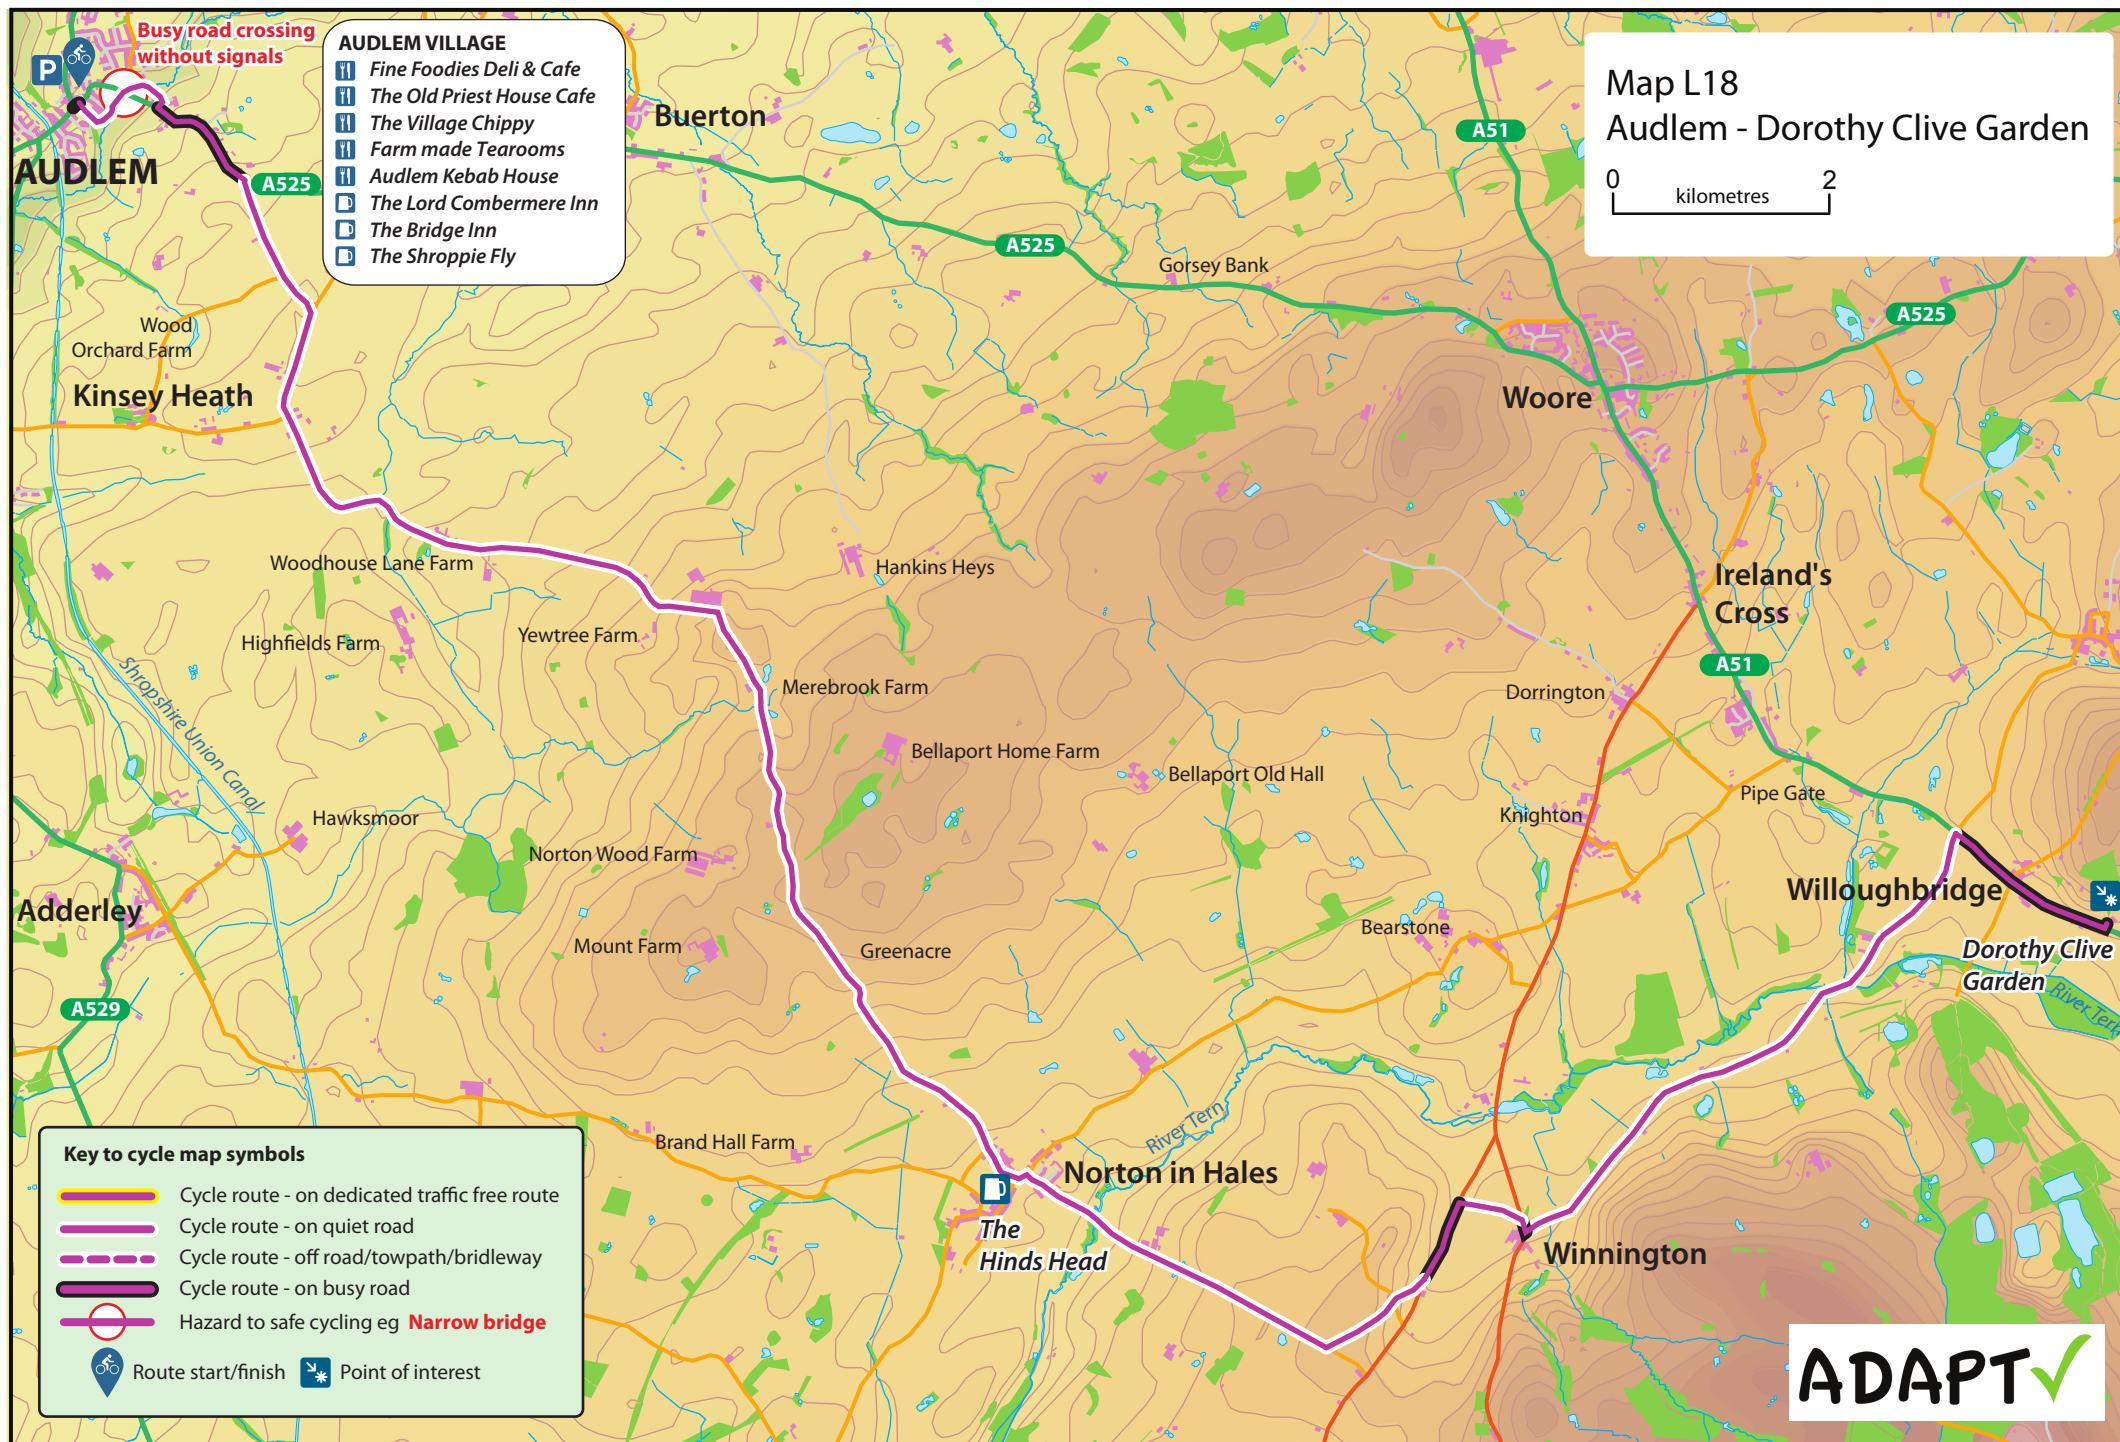 Busy road crossing
without signals
P
AUDLEM VILLAGE
Fine Foodies Deli & Cafe
The Old Priest House Cafe
The Village Chippy
Farm made Tearooms
Audlem Kebab House
The Lord Combermere Inn
The Bridge Inn
The Shroppie Fly
Map L18
Audlem - Dorothy Clive Garden
0 2
kilometres
Buerton
A51
AUDLEM
A525
A525
Gorsey Bank
A525
Wood
Orchard Farm
Kinsey Heath
Woore
Woodhouse Lane Farm
Hankins Heys
Ireland's
Cross
Highfields Farm
Yewtree Farm
A51
Merebrook Farm
Dorrington
Shropshire Union Canal
Bellaport Home Farm
Bellaport Old Hall
Pipe Gate
Hawksmoor
Knighton
Norton Wood Farm
Willoughbridge
Adderley
Bearstone
Mount Farm
Greenacre
Dorothy Clive
Garden
River Tern
A529
River Tern
Brand Hall Farm
Norton in Hales
The
Hinds Head
Winnington
Key to cycle map symbols
Cycle route - on dedicated traffic free route
Cycle route - on quiet road
Cycle route - off road/towpath/bridleway
Cycle route - on busy road
Hazard to safe cycling eg Narrow bridge
Route start/finish Point of interest
ADAPT